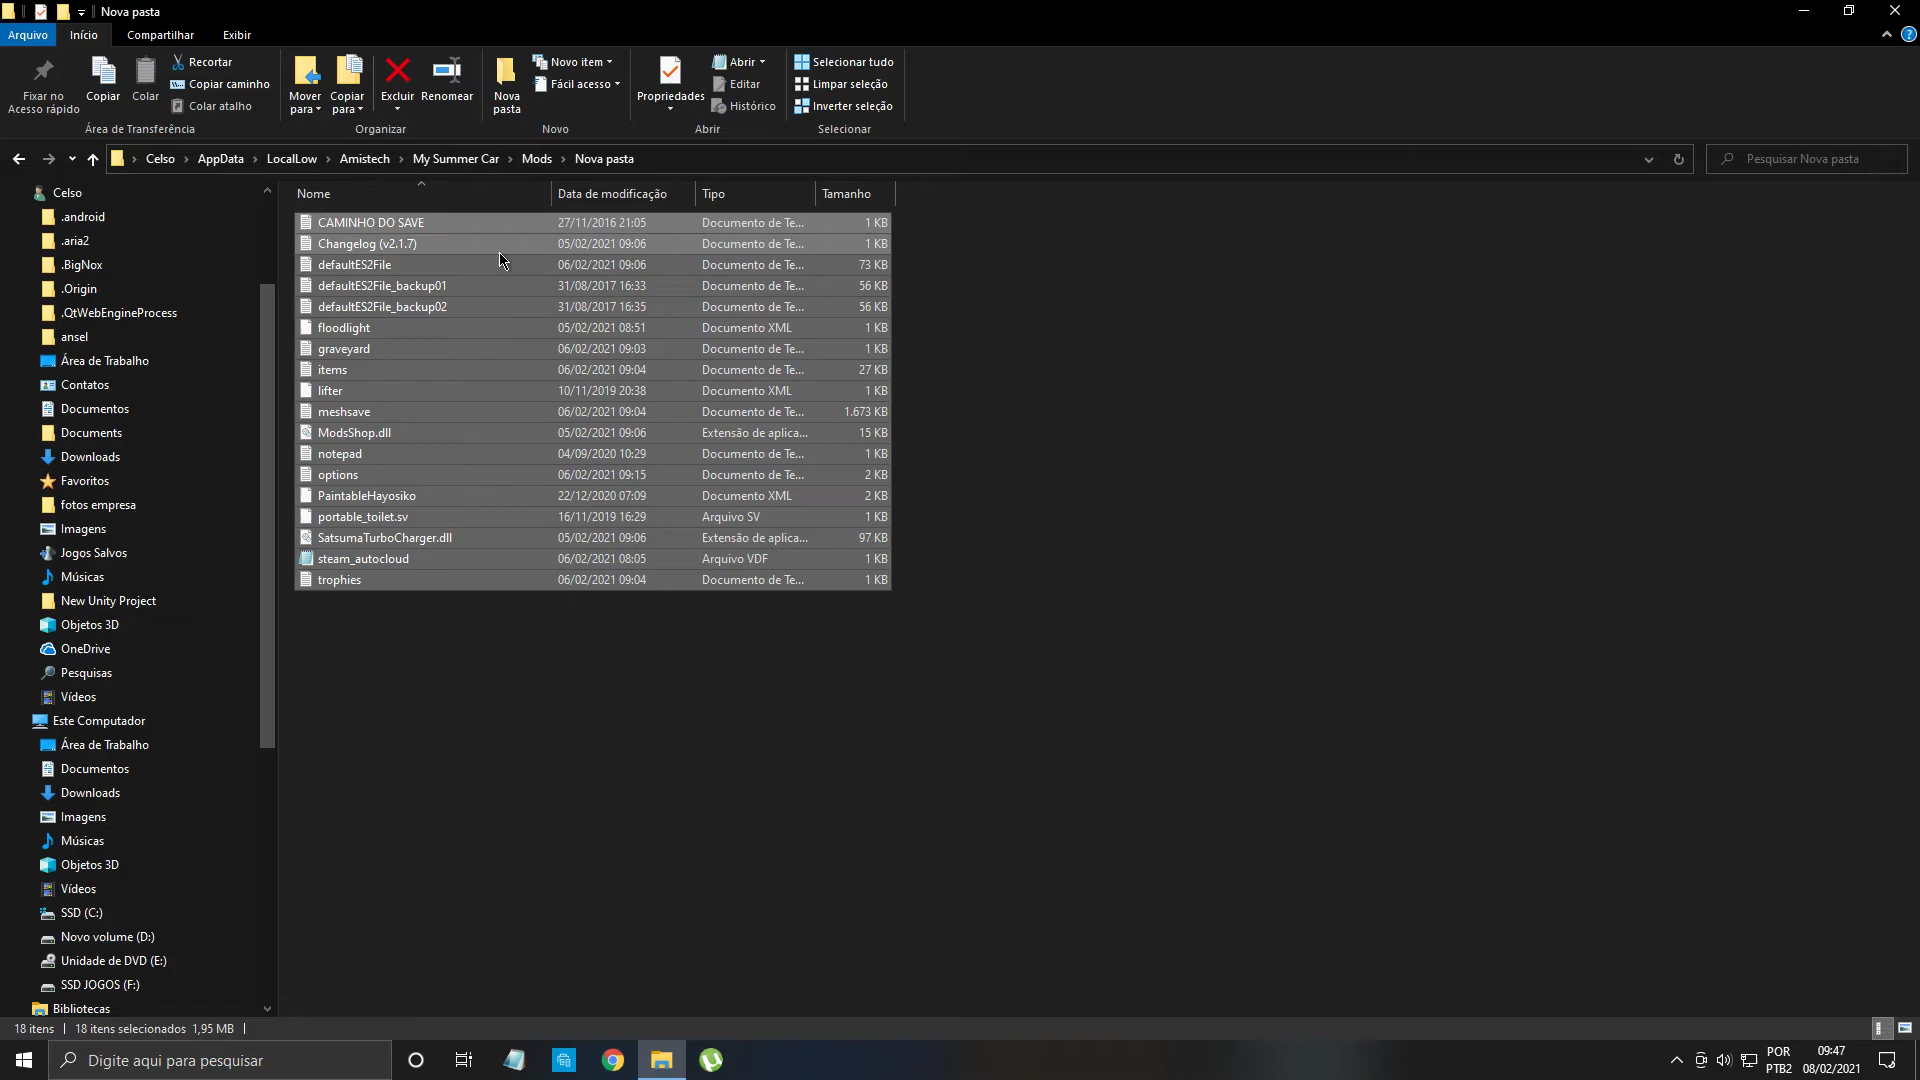 Nova pasta
Arquivo Início Compartilhar Exibir
Fixar no Acesso rápido
Copiar
Colar
Recortar
Copiar caminho
Colar atalho
Área de Transferência
Mover para
Copiar para
Excluir
Renomear
Organizar
Nova pasta
Novo item
Fácil acesso
Novo
Propriedades
Abrir
Editar
Histórico
Abrir
Selecionar tudo
Limpar seleção
Inverter seleção
Selecionar
Celso › AppData › LocalLow › Amistech › My Summer Car › Mods › Nova pasta
Pesquisar Nova pasta
Celso
.android
.aria2
.BigNox
.Origin
.QtWebEngineProcess
ansel
Área de Trabalho
Contatos
Documentos
Documents
Downloads
Favoritos
fotos empresa
Imagens
Jogos Salvos
Músicas
New Unity Project
Objetos 3D
OneDrive
Pesquisas
Vídeos
Este Computador
Área de Trabalho
Documentos
Downloads
Imagens
Músicas
Objetos 3D
Vídeos
SSD (C:)
Novo volume (D:)
Unidade de DVD (E:)
SSD JOGOS (F:)
Bibliotecas
Nome Data de modificação Tipo Tamanho
CAMINHO DO SAVE 27/11/2016 21:05 Documento de Te... 1 KB
Changelog (v2.1.7) 05/02/2021 09:06 Documento de Te... 1 KB
defaultES2File 06/02/2021 09:06 Documento de Te... 73 KB
defaultES2File_backup01 31/08/2017 16:33 Documento de Te... 56 KB
defaultES2File_backup02 31/08/2017 16:35 Documento de Te... 56 KB
floodlight 05/02/2021 08:51 Documento XML 1 KB
graveyard 06/02/2021 09:03 Documento de Te... 1 KB
items 06/02/2021 09:04 Documento de Te... 27 KB
lifter 10/11/2019 20:38 Documento XML 1 KB
meshsave 06/02/2021 09:04 Documento de Te... 1.673 KB
ModsShop.dll 05/02/2021 09:06 Extensão de aplica... 15 KB
notepad 04/09/2020 10:29 Documento de Te... 1 KB
options 06/02/2021 09:15 Documento de Te... 2 KB
PaintableHayosiko 22/12/2020 07:09 Documento XML 2 KB
portable_toilet.sv 16/11/2019 16:29 Arquivo SV 1 KB
SatsumaTurboCharger.dll 05/02/2021 09:06 Extensão de aplica... 97 KB
steam_autocloud 06/02/2021 08:05 Arquivo VDF 1 KB
trophies 06/02/2021 09:04 Documento de Te... 1 KB
18 itens | 18 itens selecionados 1,95 MB |
Digite aqui para pesquisar
POR
PTB2
09:47
08/02/2021